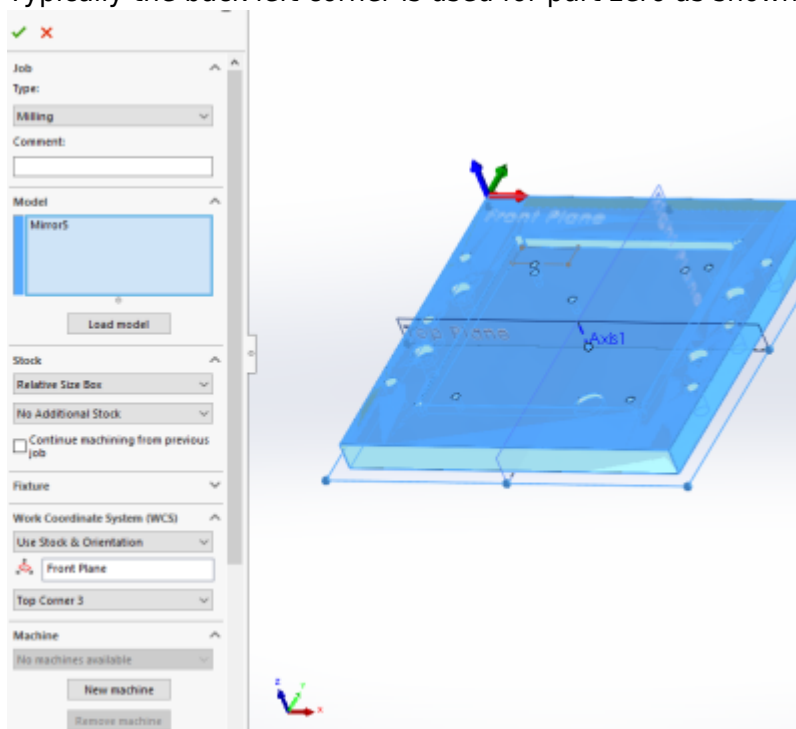 Typically the back left corner is used for part zero as shown
Job
Type:
Milling
Comment:
Model
Mirror5
Load model
Stock
Relative Size Box
No Additional Stock
Continue machining from previous
job
Fixture
Work Coordinate System (WCS)
Use Stock & Orientation
Front Plane
Top Corner 3
Machine
No machines available
New machine
Remove machine
Front Plane
Top Plane
Axis1
Z
Y
X